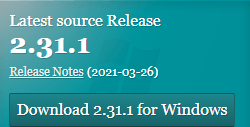 Latest source Release
2.31.1
Release Notes (2021-03-26)
Download 2.31.1 for Windows